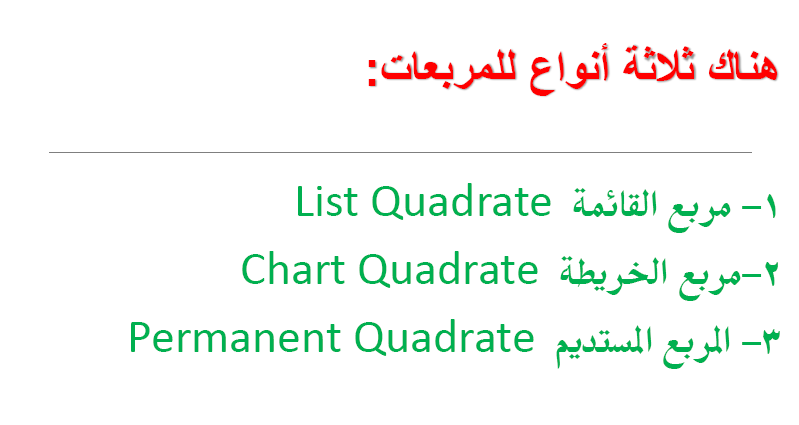 هناك ثلاثة أنواع للمربعات:
١- مربع القائمة List Quadrate
٢-مربع الخريطة Chart Quadrate
٣- المربع المستديم Permanent Quadrate